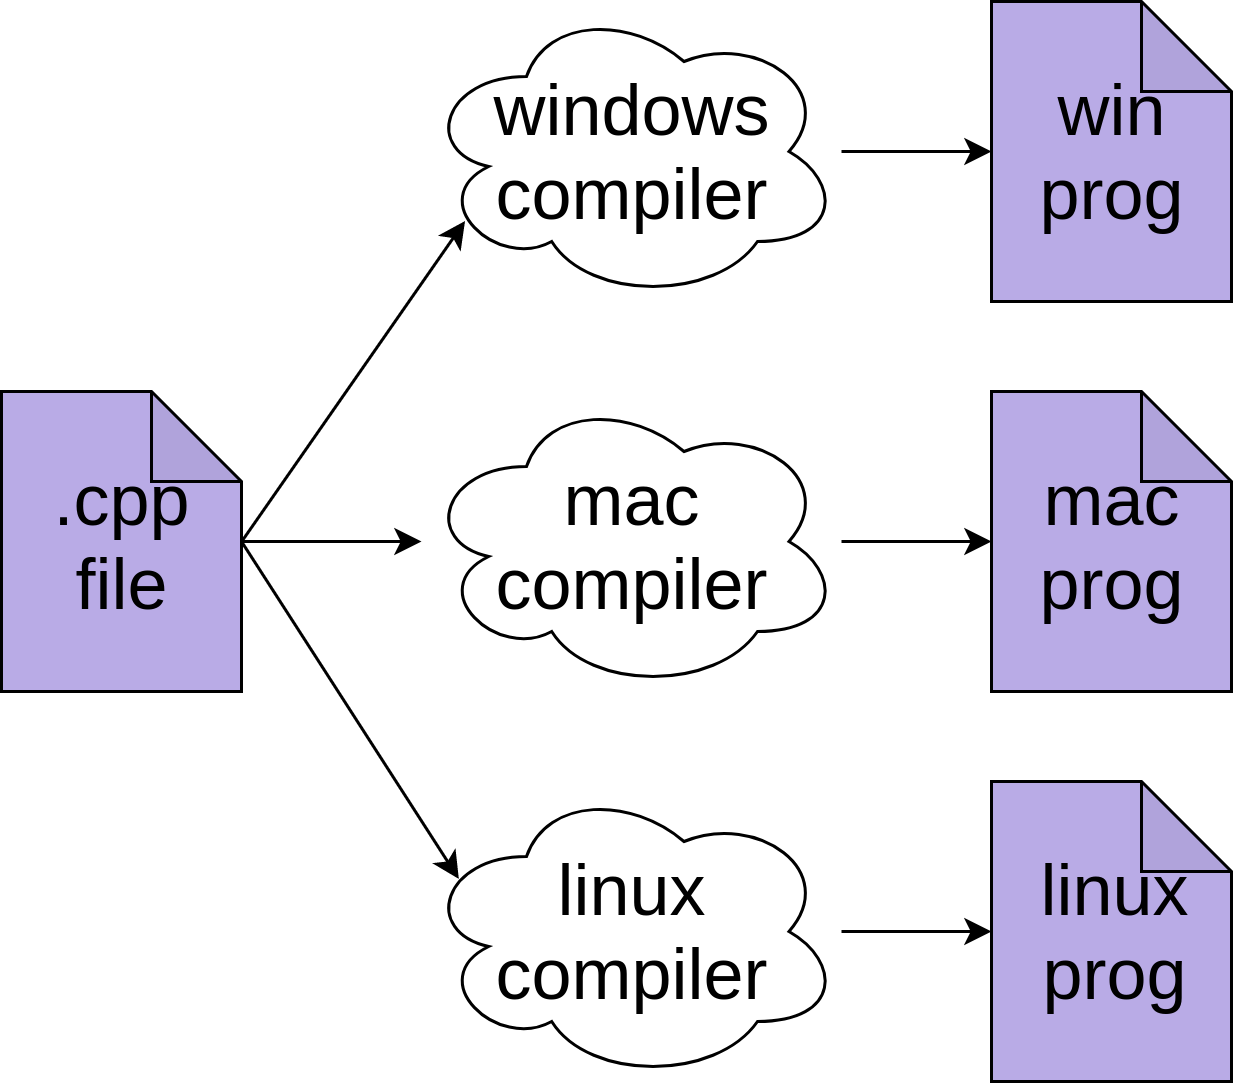 windows
compiler
win
prog
.cpp
file
mac
compiler
mac
prog
linux
compiler
linux
prog